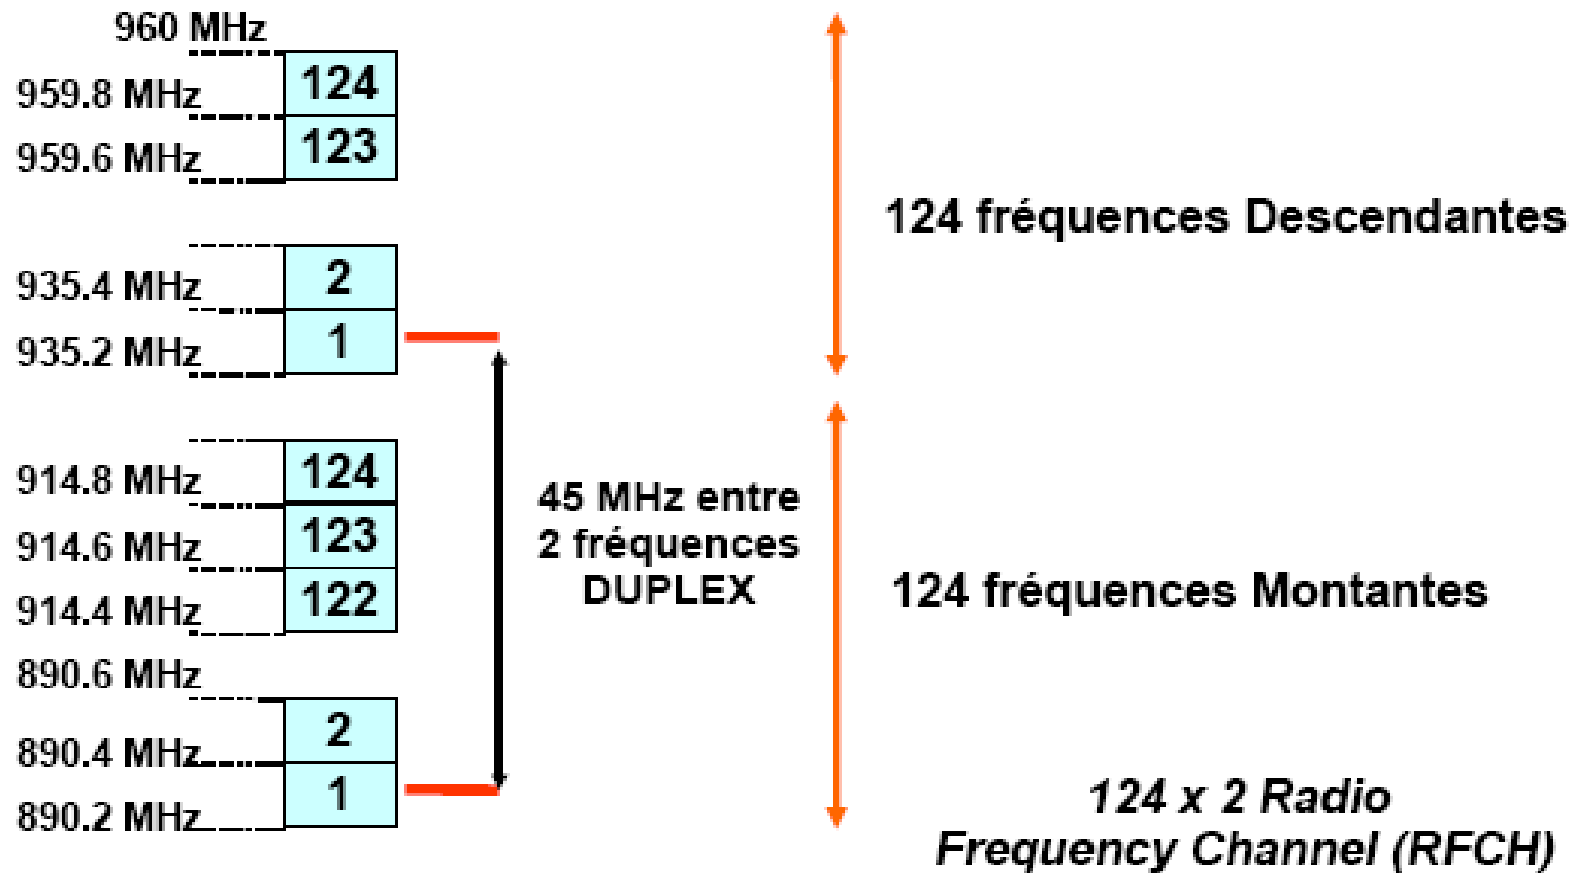 960 MHz
959.8 MHz
124
959.6 MHz
123
935.4 MHz
2
935.2 MHz
1
914.8 MHz
124
914.6 MHz
123
914.4 MHz
122
890.6 MHz
890.4 MHz
2
890.2 MHz
1
45 MHz entre
2 fréquences
DUPLEX
124 fréquences Descendantes
124 fréquences Montantes
124 x 2 Radio
Frequency Channel (RFCH)